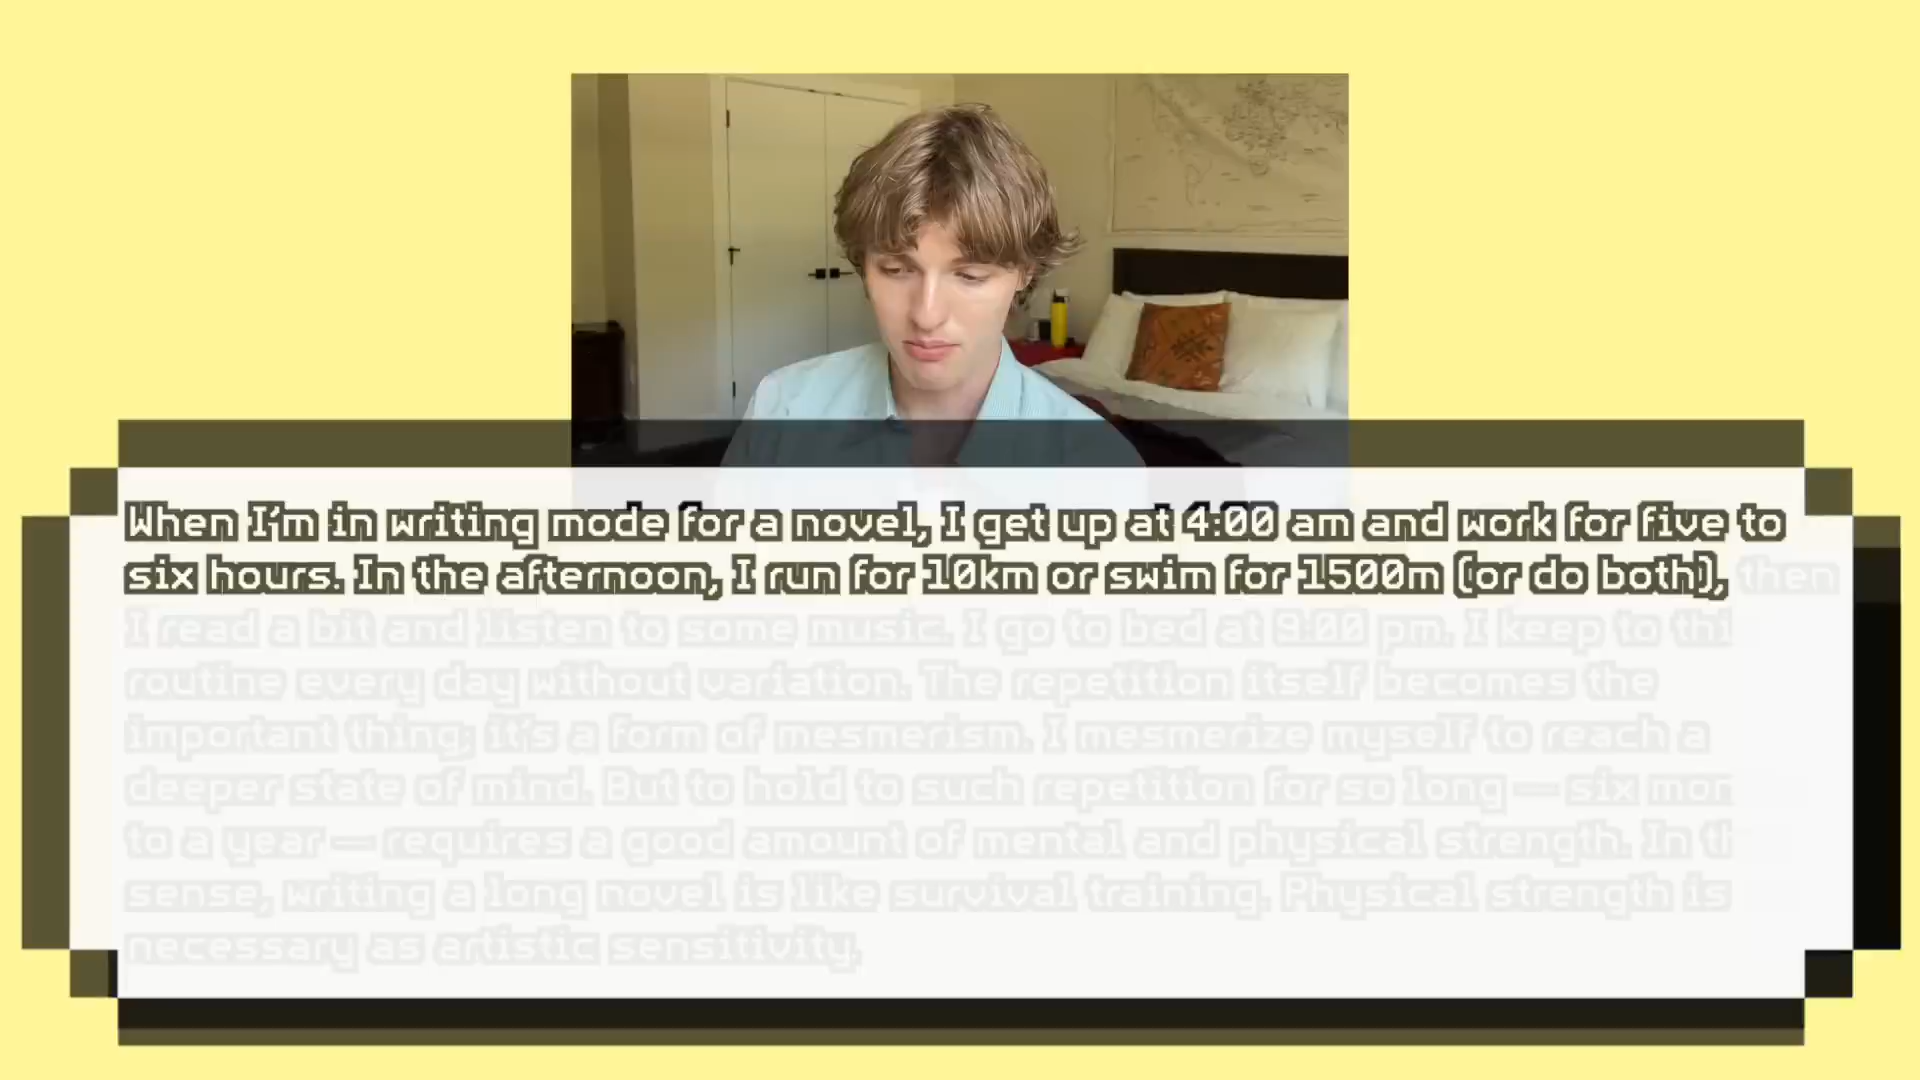 When I'm in writing mode for a novel, I get up at 4:00 am and work for five to
six hours. In the afternoon, I run for 10km or swim for 1500m (or do both), then
I read a bit and listen to some music. I go to bed at 9:00 pm. I keep to thi
routine every day without variation. The repetition itself becomes the
important thing; it's a form of mesmerism. I mesmerize myself to reach a
deeper state of mind. But to hold to such repetition for so long — six mon
to a year — requires a good amount of mental and physical strength. In th
sense, writing a long novel is like survival training. Physical strength is
necessary as artistic sensitivity.